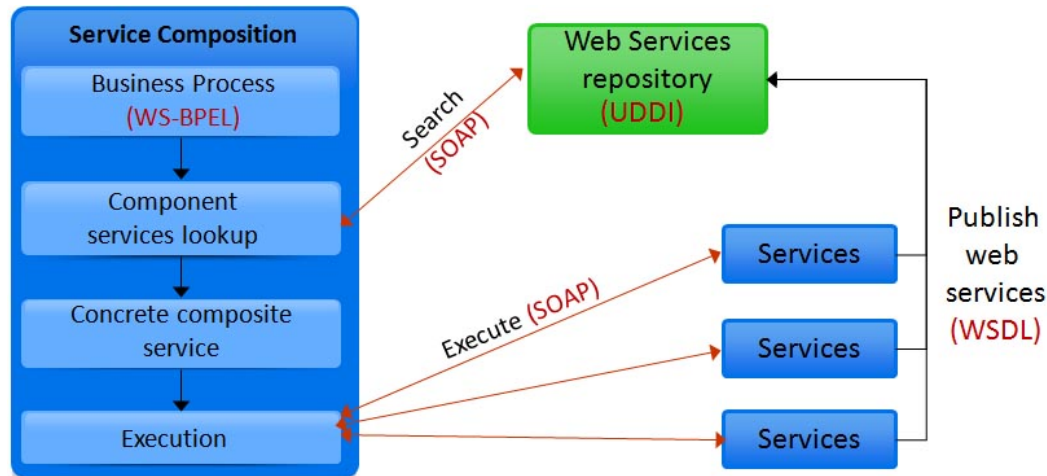 Service Composition
Business Process
(WS-BPEL)
Component
services lookup
Concrete composite
service
Execution
Search
(SOAP)
Web Services
repository
(UDDI)
Execute (SOAP)
Services
Services
Services
Publish
web
services
(WSDL)